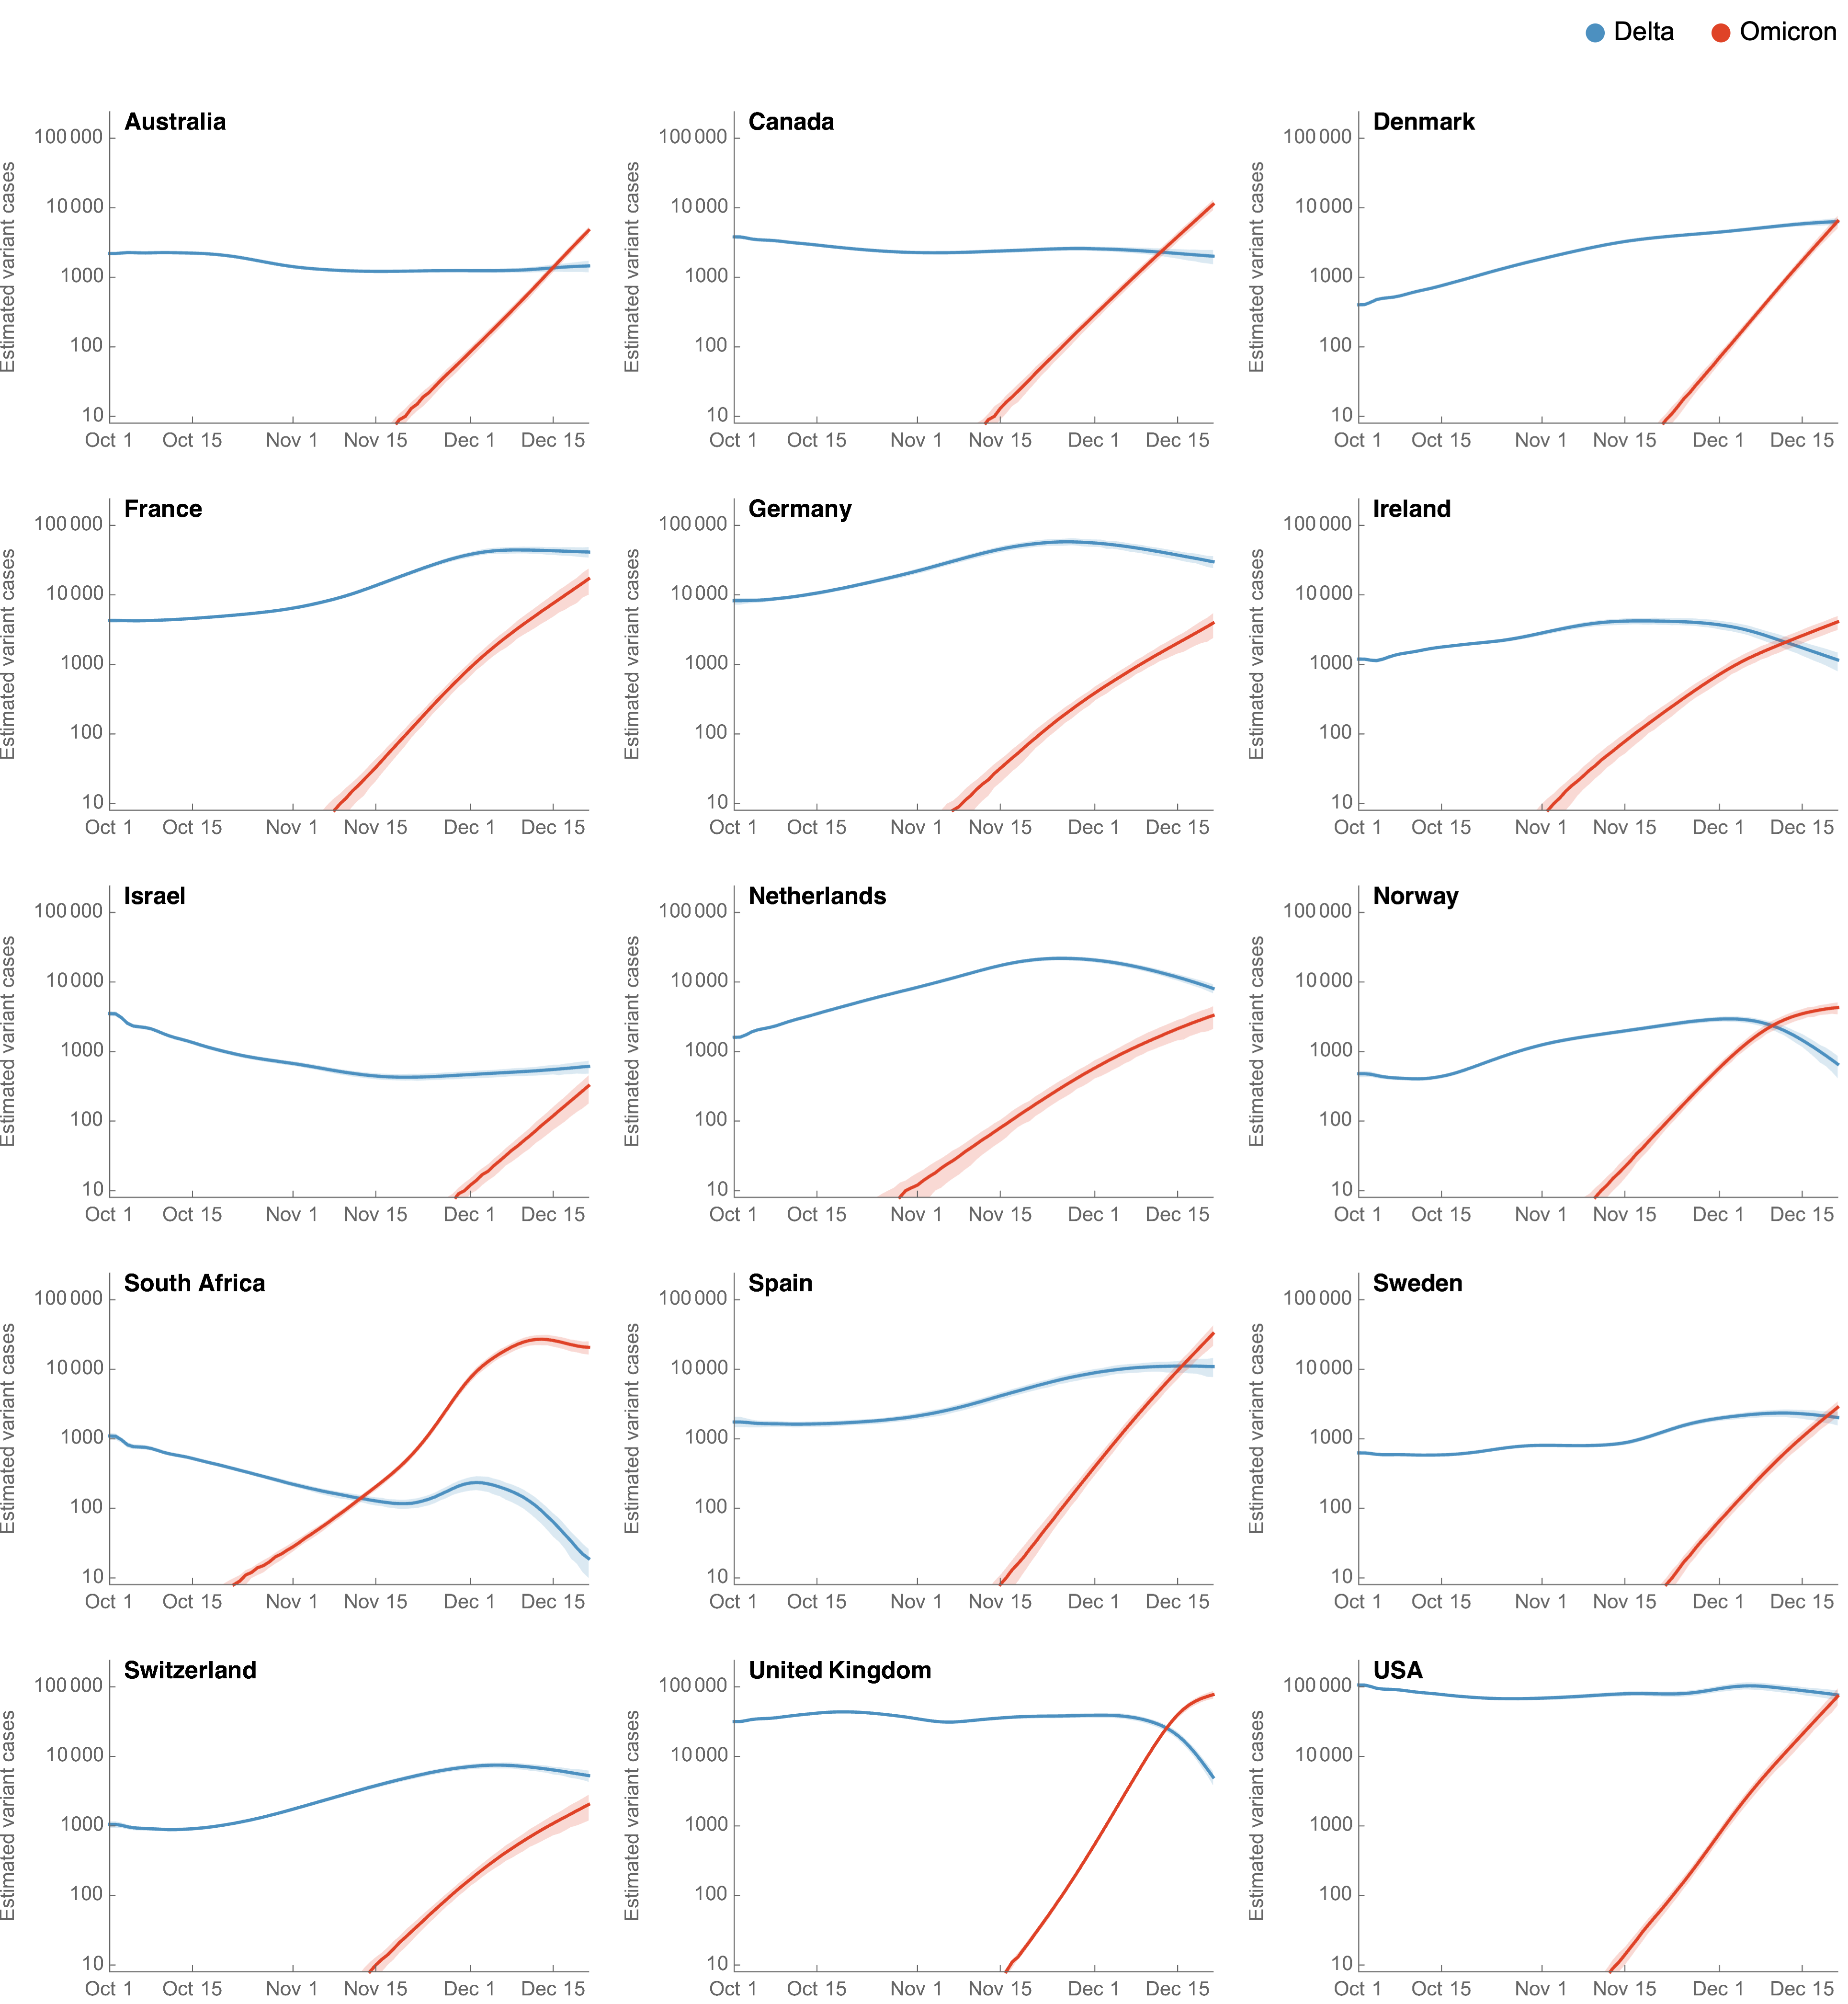 Delta Omicron
Australia
Estimated variant cases
100 000
10 000
1000
100
10
Oct 1 Oct 15 Nov 1 Nov 15 Dec 1 Dec 15
Canada
Estimated variant cases
100 000
10 000
1000
100
10
Oct 1 Oct 15 Nov 1 Nov 15 Dec 1 Dec 15
Denmark
Estimated variant cases
100 000
10 000
1000
100
10
Oct 1 Oct 15 Nov 1 Nov 15 Dec 1 Dec 15
France
Estimated variant cases
100 000
10 000
1000
100
10
Oct 1 Oct 15 Nov 1 Nov 15 Dec 1 Dec 15
Germany
Estimated variant cases
100 000
10 000
1000
100
10
Oct 1 Oct 15 Nov 1 Nov 15 Dec 1 Dec 15
Ireland
Estimated variant cases
100 000
10 000
1000
100
10
Oct 1 Oct 15 Nov 1 Nov 15 Dec 1 Dec 15
Israel
Estimated variant cases
100 000
10 000
1000
100
10
Oct 1 Oct 15 Nov 1 Nov 15 Dec 1 Dec 15
Netherlands
Estimated variant cases
100 000
10 000
1000
100
10
Oct 1 Oct 15 Nov 1 Nov 15 Dec 1 Dec 15
Norway
Estimated variant cases
100 000
10 000
1000
100
10
Oct 1 Oct 15 Nov 1 Nov 15 Dec 1 Dec 15
South Africa
Estimated variant cases
100 000
10 000
1000
100
10
Oct 1 Oct 15 Nov 1 Nov 15 Dec 1 Dec 15
Spain
Estimated variant cases
100 000
10 000
1000
100
10
Oct 1 Oct 15 Nov 1 Nov 15 Dec 1 Dec 15
Sweden
Estimated variant cases
100 000
10 000
1000
100
10
Oct 1 Oct 15 Nov 1 Nov 15 Dec 1 Dec 15
Switzerland
Estimated variant cases
100 000
10 000
1000
100
10
Oct 1 Oct 15 Nov 1 Nov 15 Dec 1 Dec 15
United Kingdom
Estimated variant cases
100 000
10 000
1000
100
10
Oct 1 Oct 15 Nov 1 Nov 15 Dec 1 Dec 15
USA
Estimated variant cases
100 000
10 000
1000
100
10
Oct 1 Oct 15 Nov 1 Nov 15 Dec 1 Dec 15